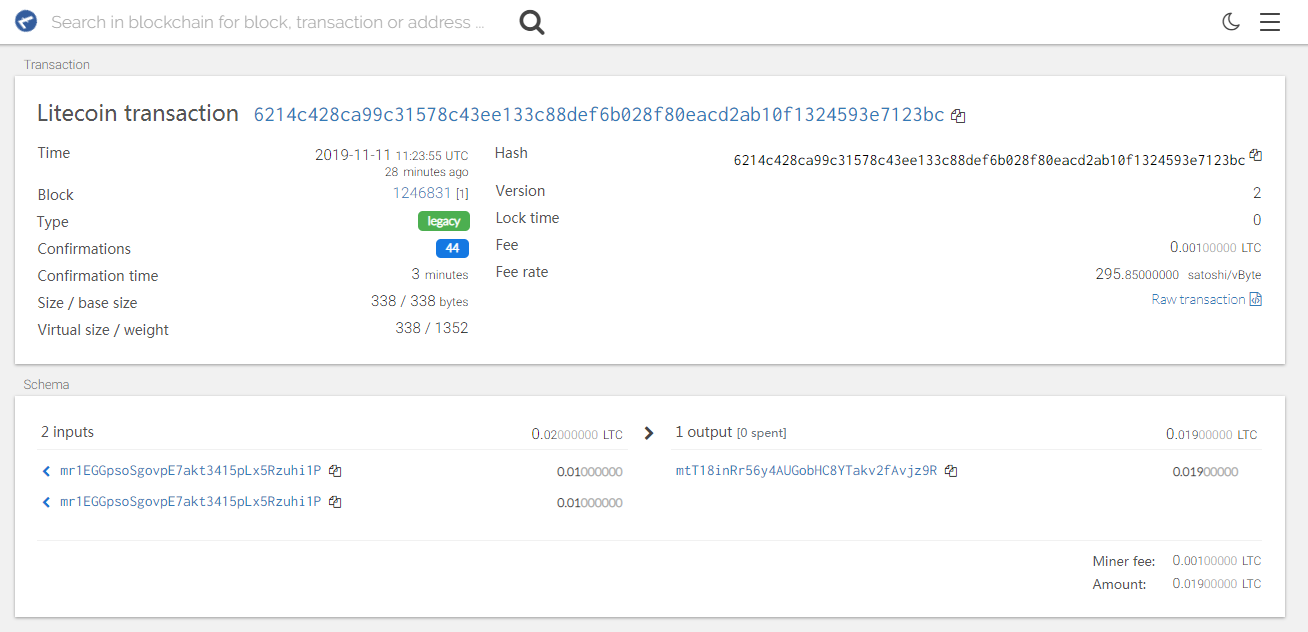 Search in blockchain for block, transaction or address ...
Transaction
Litecoin transaction 6214c428ca99c31578c43ee133c88def6b028f80eacd2ab10f1324593e7123bc
Time 2019-11-11 11:23:55 UTC
28 minutes ago
Block 1246831 [1]
Type legacy
Confirmations 44
Confirmation time 3 minutes
Size / base size 338 / 338 bytes
Virtual size / weight 338 / 1352
Hash 6214c428ca99c31578c43ee133c88def6b028f80eacd2ab10f1324593e7123bc
Version 2
Lock time 0
Fee 0.00100000 LTC
Fee rate 295.85000000 satoshi/vByte
Raw transaction
Schema
2 inputs 0.02000000 LTC
mr1EGGpsoSgovpE7akt3415pLx5Rzuhi1P 0.01000000
mr1EGGpsoSgovpE7akt3415pLx5Rzuhi1P 0.01000000
1 output [0 spent] 0.01900000 LTC
mtT18inRr56y4AUGobHC8YTakv2fAvjz9R 0.01900000
Miner fee: 0.00100000 LTC
Amount: 0.01900000 LTC